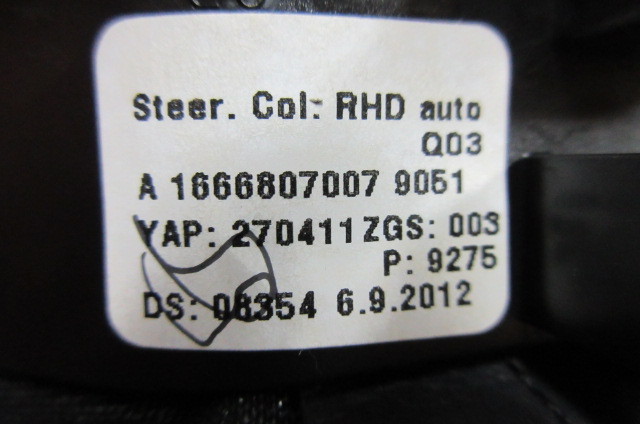 Steer. Col: RHD auto
Q03
A 1666807007 9051
YAP: 270411 ZGS: 003
P: 9275
DS: 08354 6.9.2012